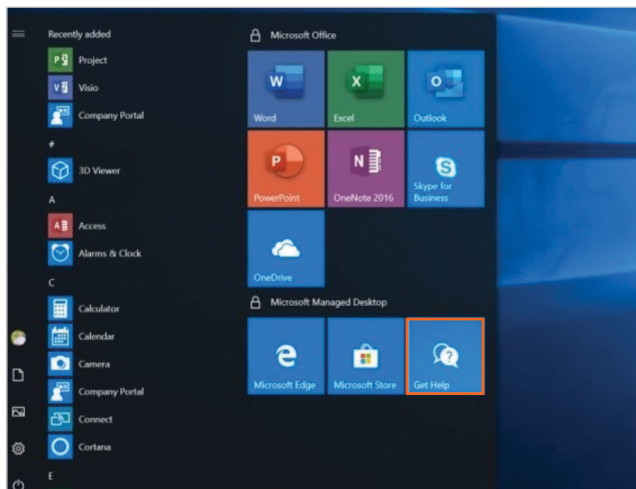 Recently added
Project
Visio
Company Portal
#
3D Viewer
A
Access
Alarms & Clock
C
Calculator
Calendar
Camera
Company Portal
Connect
Cortana
E
Microsoft Office
Word
Excel
Outlook
PowerPoint
OneNote 2016
Skype for
Business
OneDrive
Microsoft Managed Desktop
Microsoft Edge
Microsoft Store
Get Help